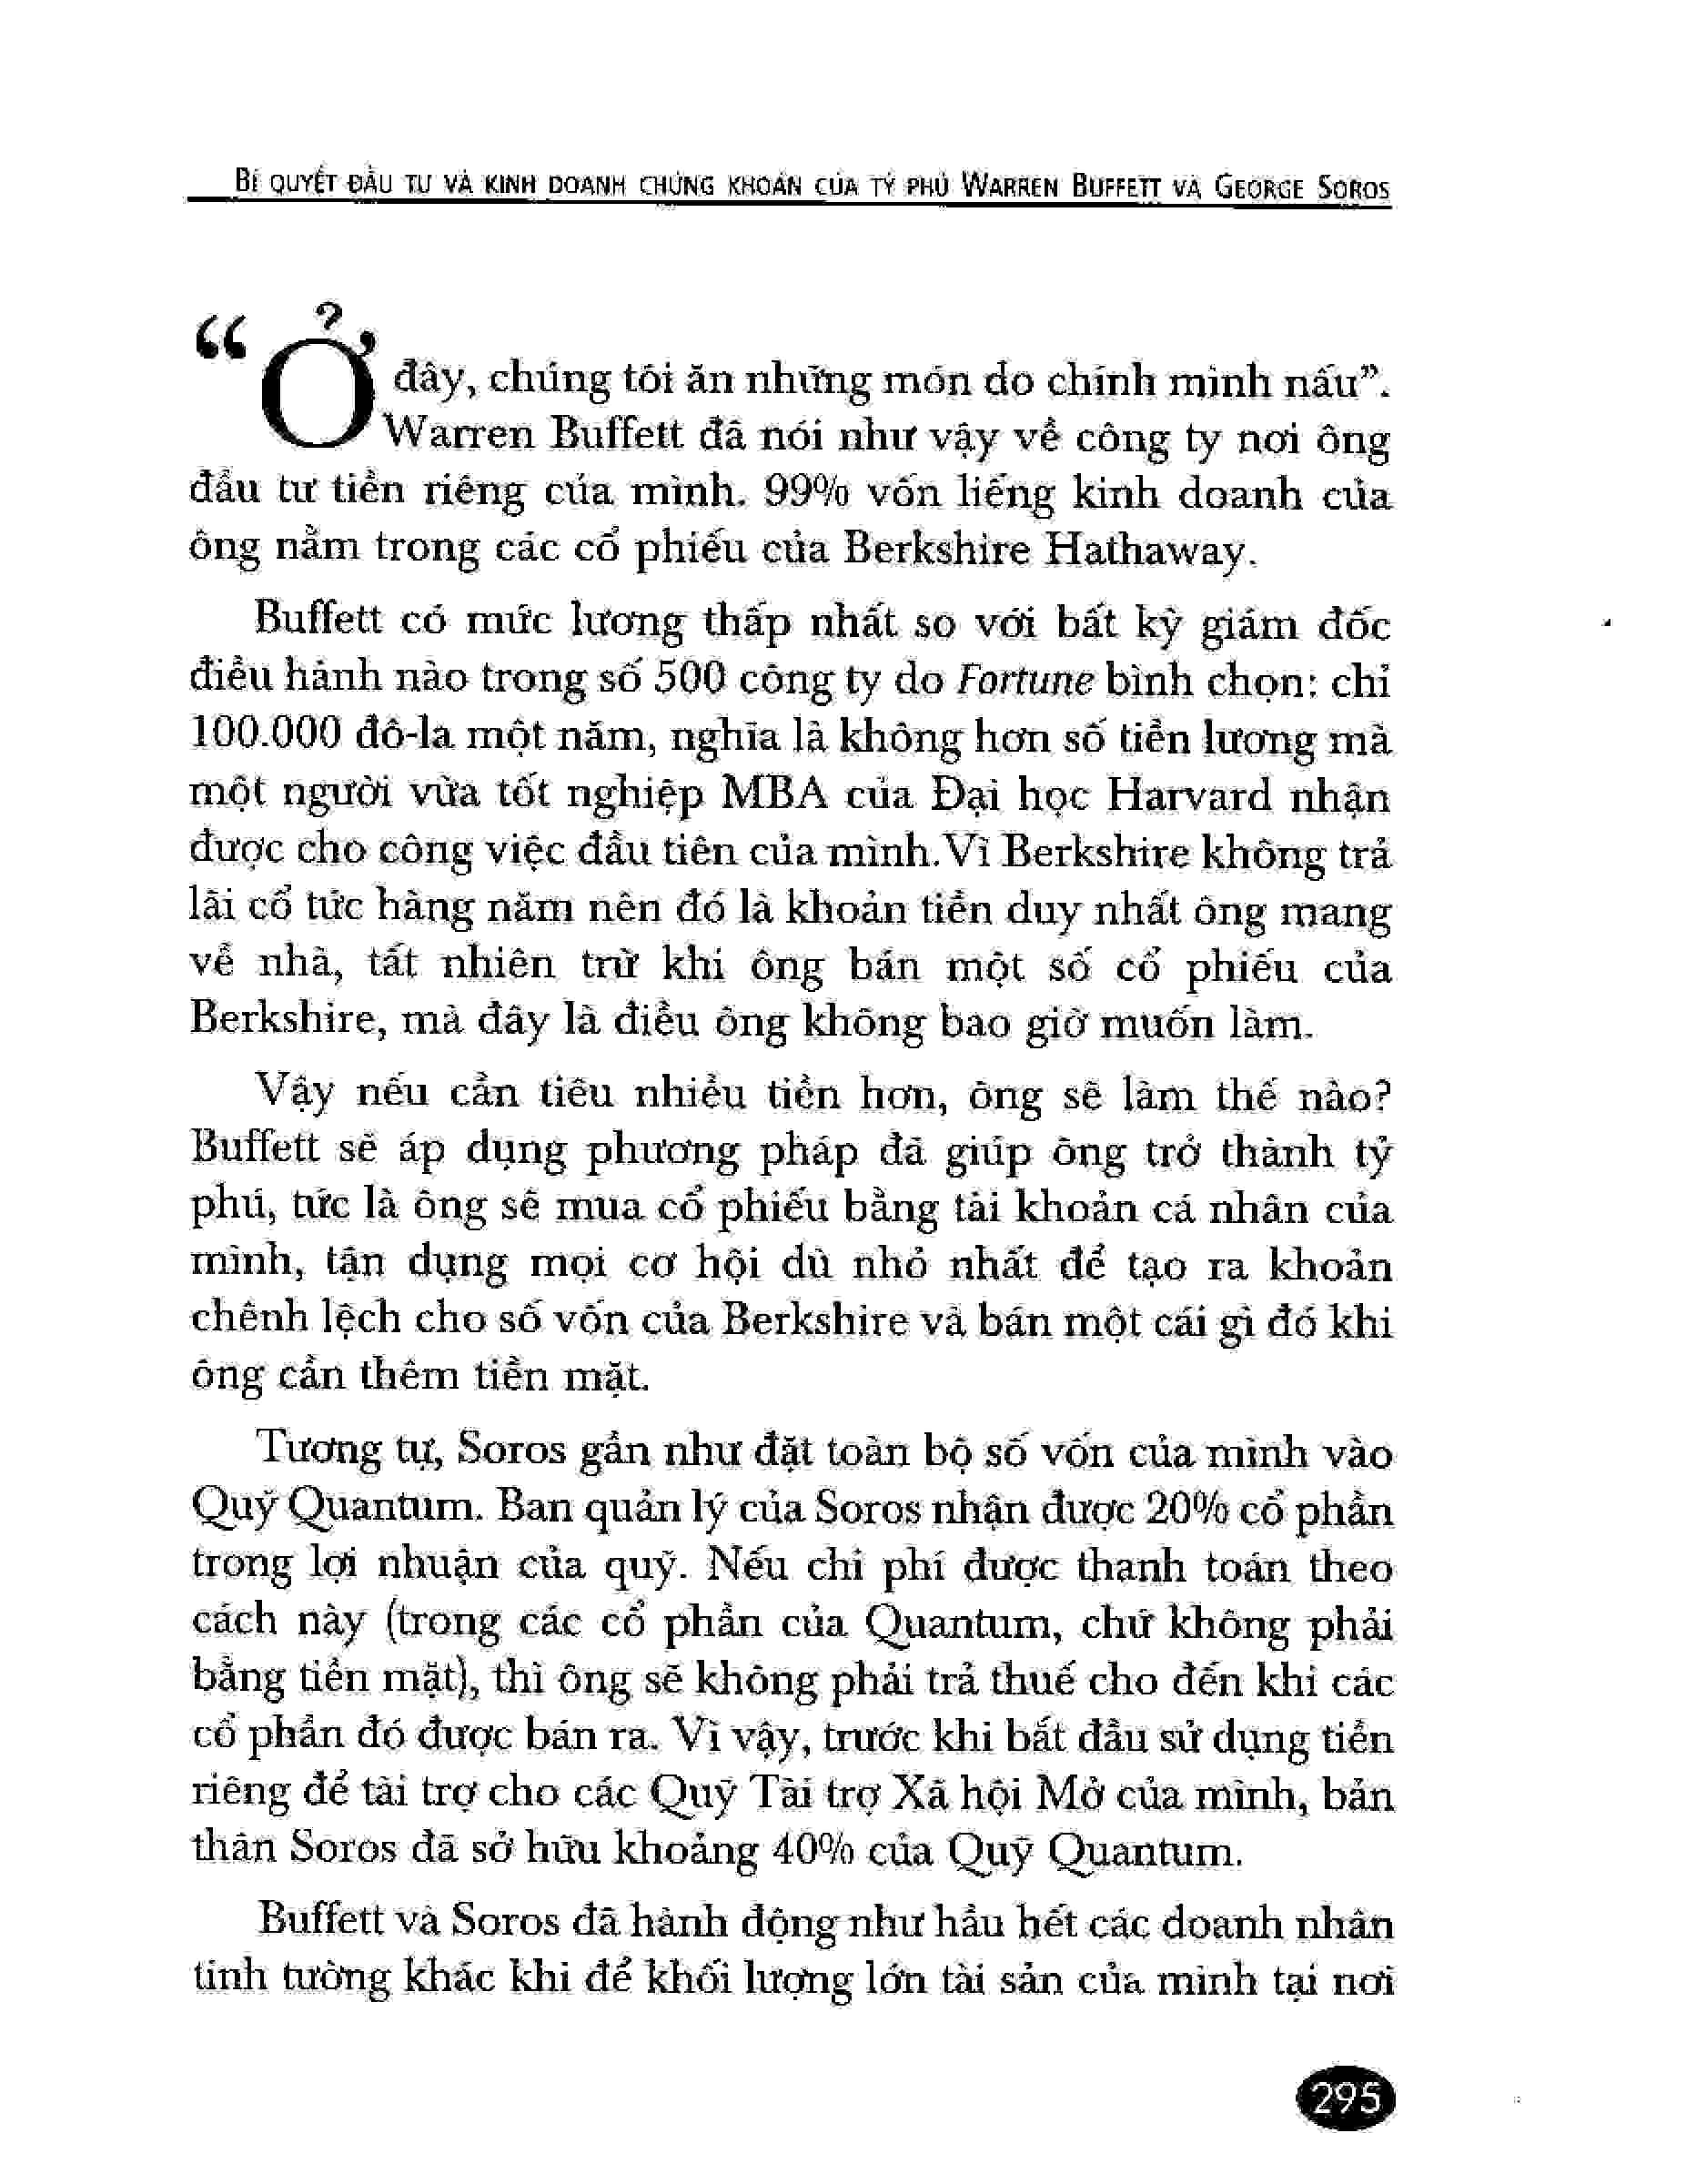 BÍ QUYẾT ĐẦU TƯ VÀ KINH DOANH CHỨNG KHOÁN CỦA TỶ PHÚ WARREN BUFFETT VÀ GEORGE SOROS
“Ở đây, chúng tôi ăn những món do chính mình nấu”.
Warren Buffett đã nói như vậy về công ty nơi ông
đầu tư tiền riêng của mình. 99% vốn liếng kinh doanh của
ông nằm trong các cổ phiếu của Berkshire Hathaway.
Buffett có mức lương thấp nhất so với bất kỳ giám đốc
điều hành nào trong số 500 công ty do Fortune bình chọn: chỉ
100.000 đô-la một năm, nghĩa là không hơn số tiền lương mà
một người vừa tốt nghiệp MBA của Đại học Harvard nhận
được cho công việc đầu tiên của mình.Vì Berkshire không trả
lãi cổ tức hàng năm nên đó là khoản tiền duy nhất ông mang
về nhà, tất nhiên trừ khi ông bán một số cổ phiếu của
Berkshire, mà đây là điều ông không bao giờ muốn làm.
Vậy nếu cần tiêu nhiều tiền hơn, ông sẽ làm thế nào?
Buffett sẽ áp dụng phương pháp đã giúp ông trở thành tỷ
phú, tức là ông sẽ mua cổ phiếu bằng tài khoản cá nhân của
mình, tận dụng mọi cơ hội dù nhỏ nhất để tạo ra khoản
chênh lệch cho số vốn của Berkshire và bán một cái gì đó khi
ông cần thêm tiền mặt.
Tương tự, Soros gần như đặt toàn bộ số vốn của mình vào
Quỹ Quantum. Ban quản lý của Soros nhận được 20% cổ phần
trong lợi nhuận của quỹ. Nếu chi phí được thanh toán theo
cách này (trong các cổ phần của Quantum, chứ không phải
bằng tiền mặt), thì ông sẽ không phải trả thuế cho đến khi các
cổ phần đó được bán ra. Vì vậy, trước khi bắt đầu sử dụng tiền
riêng để tài trợ cho các Quỹ Tài trợ Xã hội Mở của mình, bản
thân Soros đã sở hữu khoảng 40% của Quỹ Quantum.
Buffett và Soros đã hành động như hầu hết các doanh nhân
tinh tường khác khi để khối lượng lớn tài sản của mình tại nơi
295